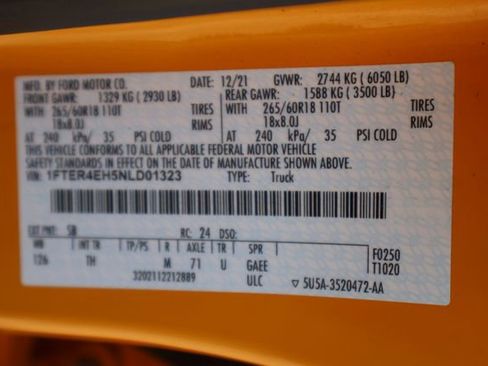 MFD. BY FORD MOTOR CO. DATE: 12/21 GVWR: 2744 KG (6050 LB)
FRONT GAWR: 1329 KG (2930 LB) REAR GAWR: 1588 KG (3500 LB)
WITH 265/60R18 110T TIRES WITH 265/60R18 110T TIRES
18x8.0J RIMS 18x8.0J RIMS
AT 240 kPa/ 35 PSI COLD AT 240 kPa/ 35 PSI COLD
THIS VEHICLE CONFORMS TO ALL APPLICABLE FEDERAL MOTOR VEHICLE
SAFETY STANDARDS IN EFFECT ON THE DATE OF MANUFACTURE SHOWN ABOVE.
VIN: 1FTER4EH5NLD01323 TYPE: Truck
EXT PNT: SB RC: 24 DSO:
WB INT TR TP/PS R AXLE TR SPR
126 TH M 71 U GAEE F0250
3202112212889 ULC T1020
▽ 5U5A-3520472-AA